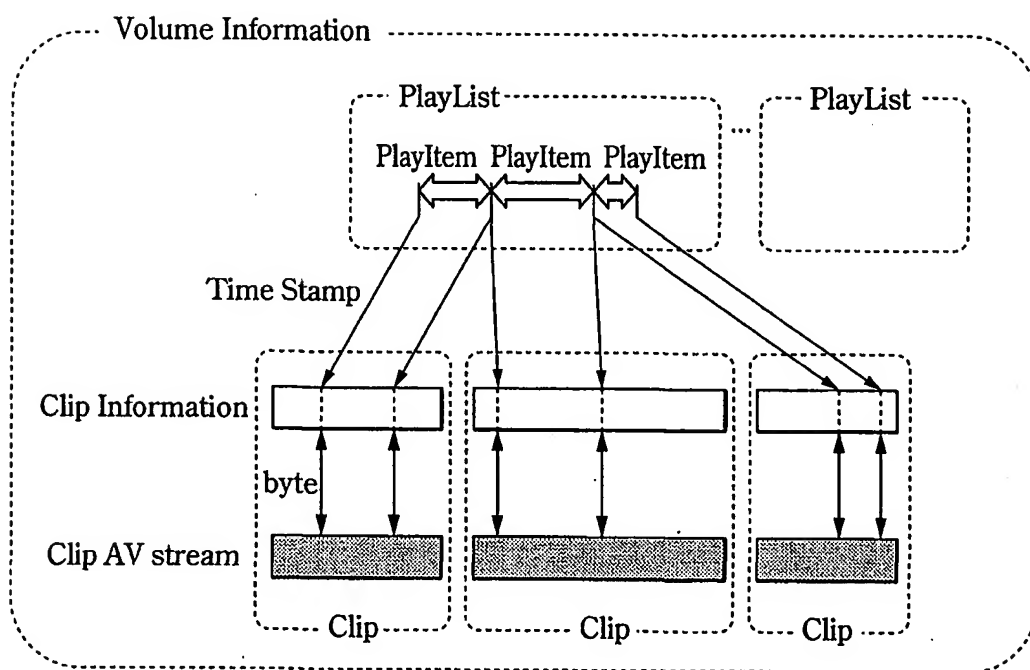 Volume Information
PlayList
PlayList
...
PlayItem PlayItem PlayItem
Time Stamp
Clip Information
byte
Clip AV stream
Clip
Clip
Clip